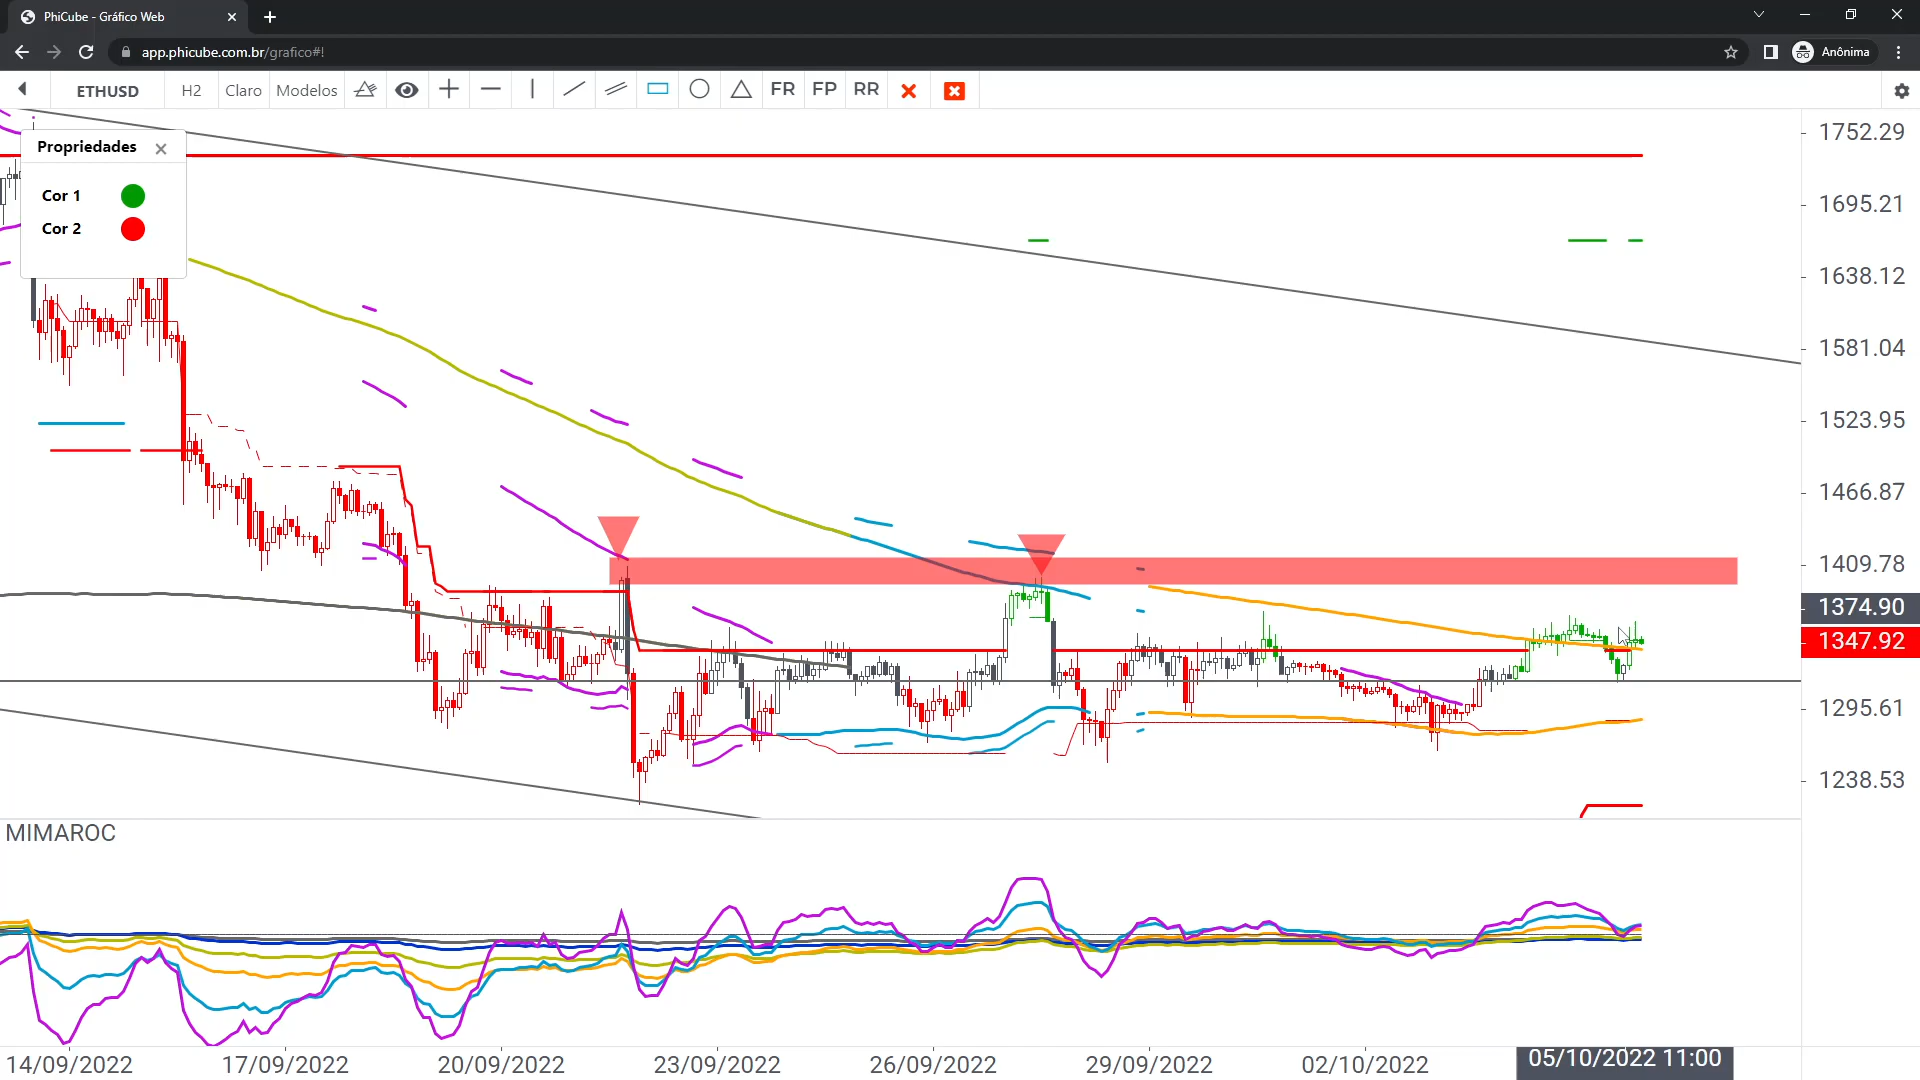 PhiCube - Gráfico Web
app.phicube.com.br/grafico#!
Anônima
ETHUSD H2 Claro Modelos FR FP RR
Propriedades
Cor 1
Cor 2
1752.29
1695.21
1638.12
1581.04
1523.95
1466.87
1409.78
1374.90
1347.92
1295.61
1238.53
MIMAROC
14/09/2022 17/09/2022 20/09/2022 23/09/2022 26/09/2022 29/09/2022 02/10/2022 05/10/2022 11:00